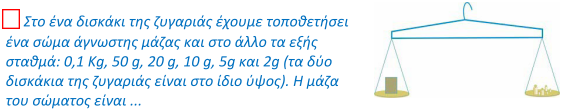 Στο ένα δισκάκι της ζυγαριάς έχουμε τοποθετήσει
ένα σώμα άγνωστης μάζας και στο άλλο τα εξής
σταθμά: 0,1 Kg, 50 g, 20 g, 10 g, 5g και 2g (τα δύο
δισκάκια της ζυγαριάς είναι στο ίδιο ύψος). Η μάζα
του σώματος είναι ...